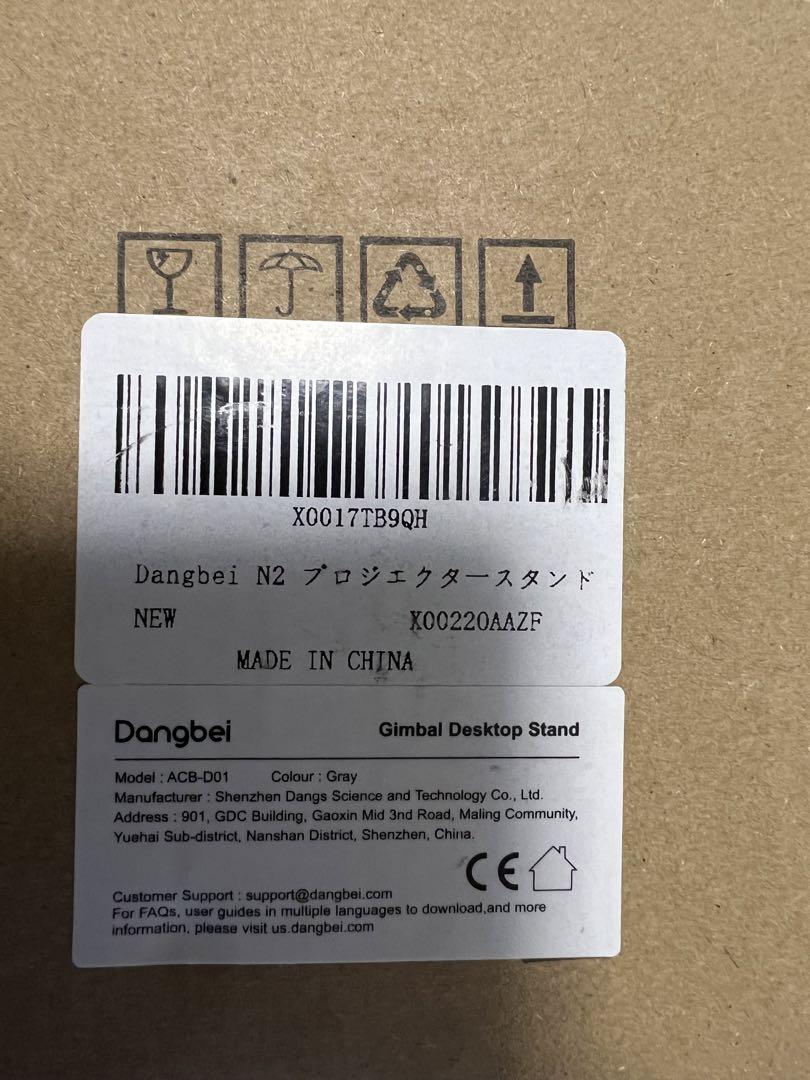 X0017TB9QH
Dangbei N2 プロジェクタースタンド
NEW X00220AAZF
MADE IN CHINA
Dangbei Gimbal Desktop Stand
Model : ACB-D01 Colour : Gray
Manufacturer : Shenzhen Dangs Science and Technology Co., Ltd.
Address : 901, GDC Building, Gaoxin Mid 3nd Road, Maling Community,
Yuehai Sub-district, Nanshan District, Shenzhen, China.
CE
Customer Support : support@dangbei.com
For FAQs, user guides in multiple languages to download,and more
information, please visit us.dangbei.com